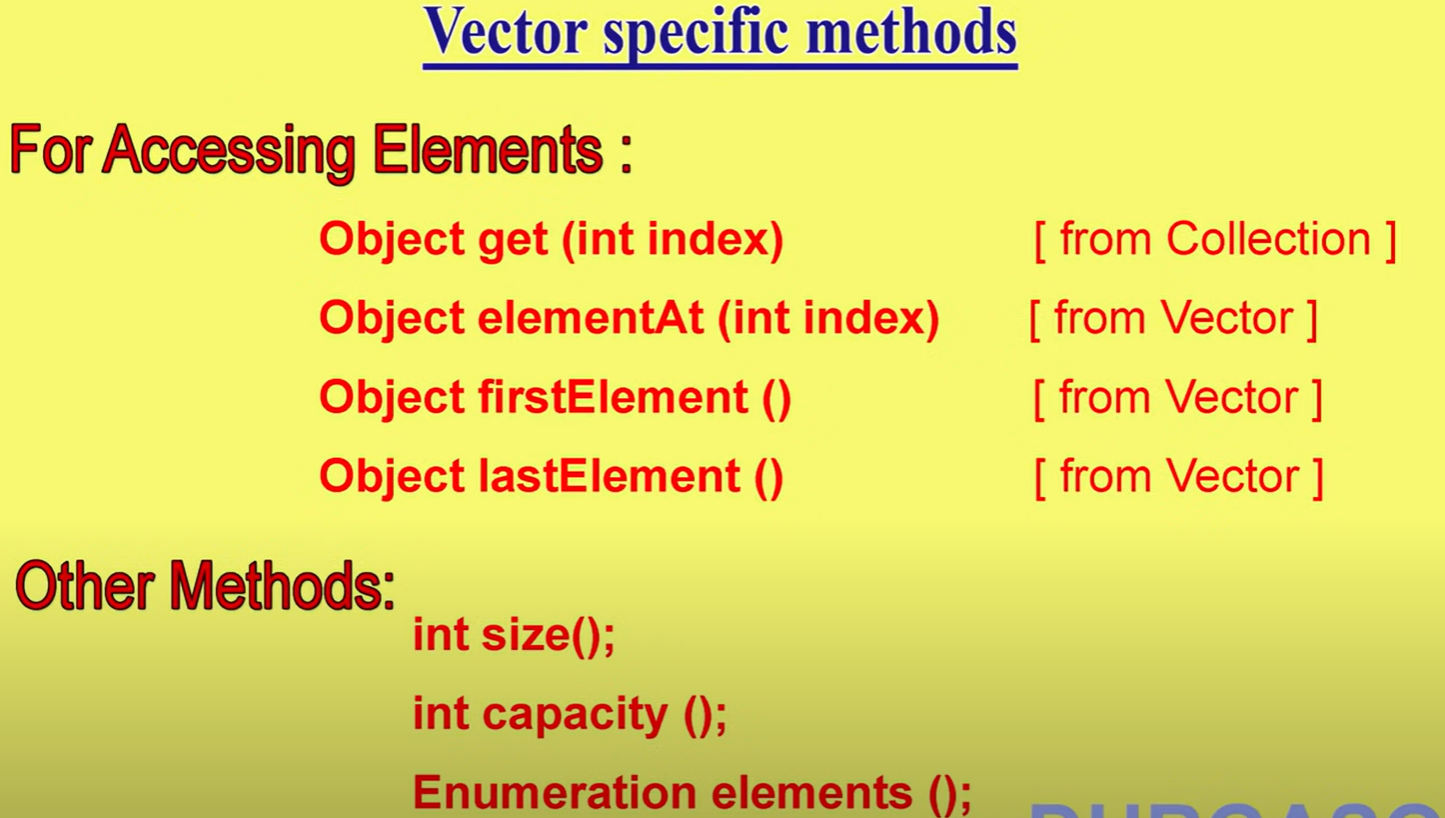 Vector specific methods
For Accessing Elements :
Object get (int index) [ from Collection ]
Object elementAt (int index) [ from Vector ]
Object firstElement () [ from Vector ]
Object lastElement () [ from Vector ]
Other Methods:
int size();
int capacity ();
Enumeration elements ();